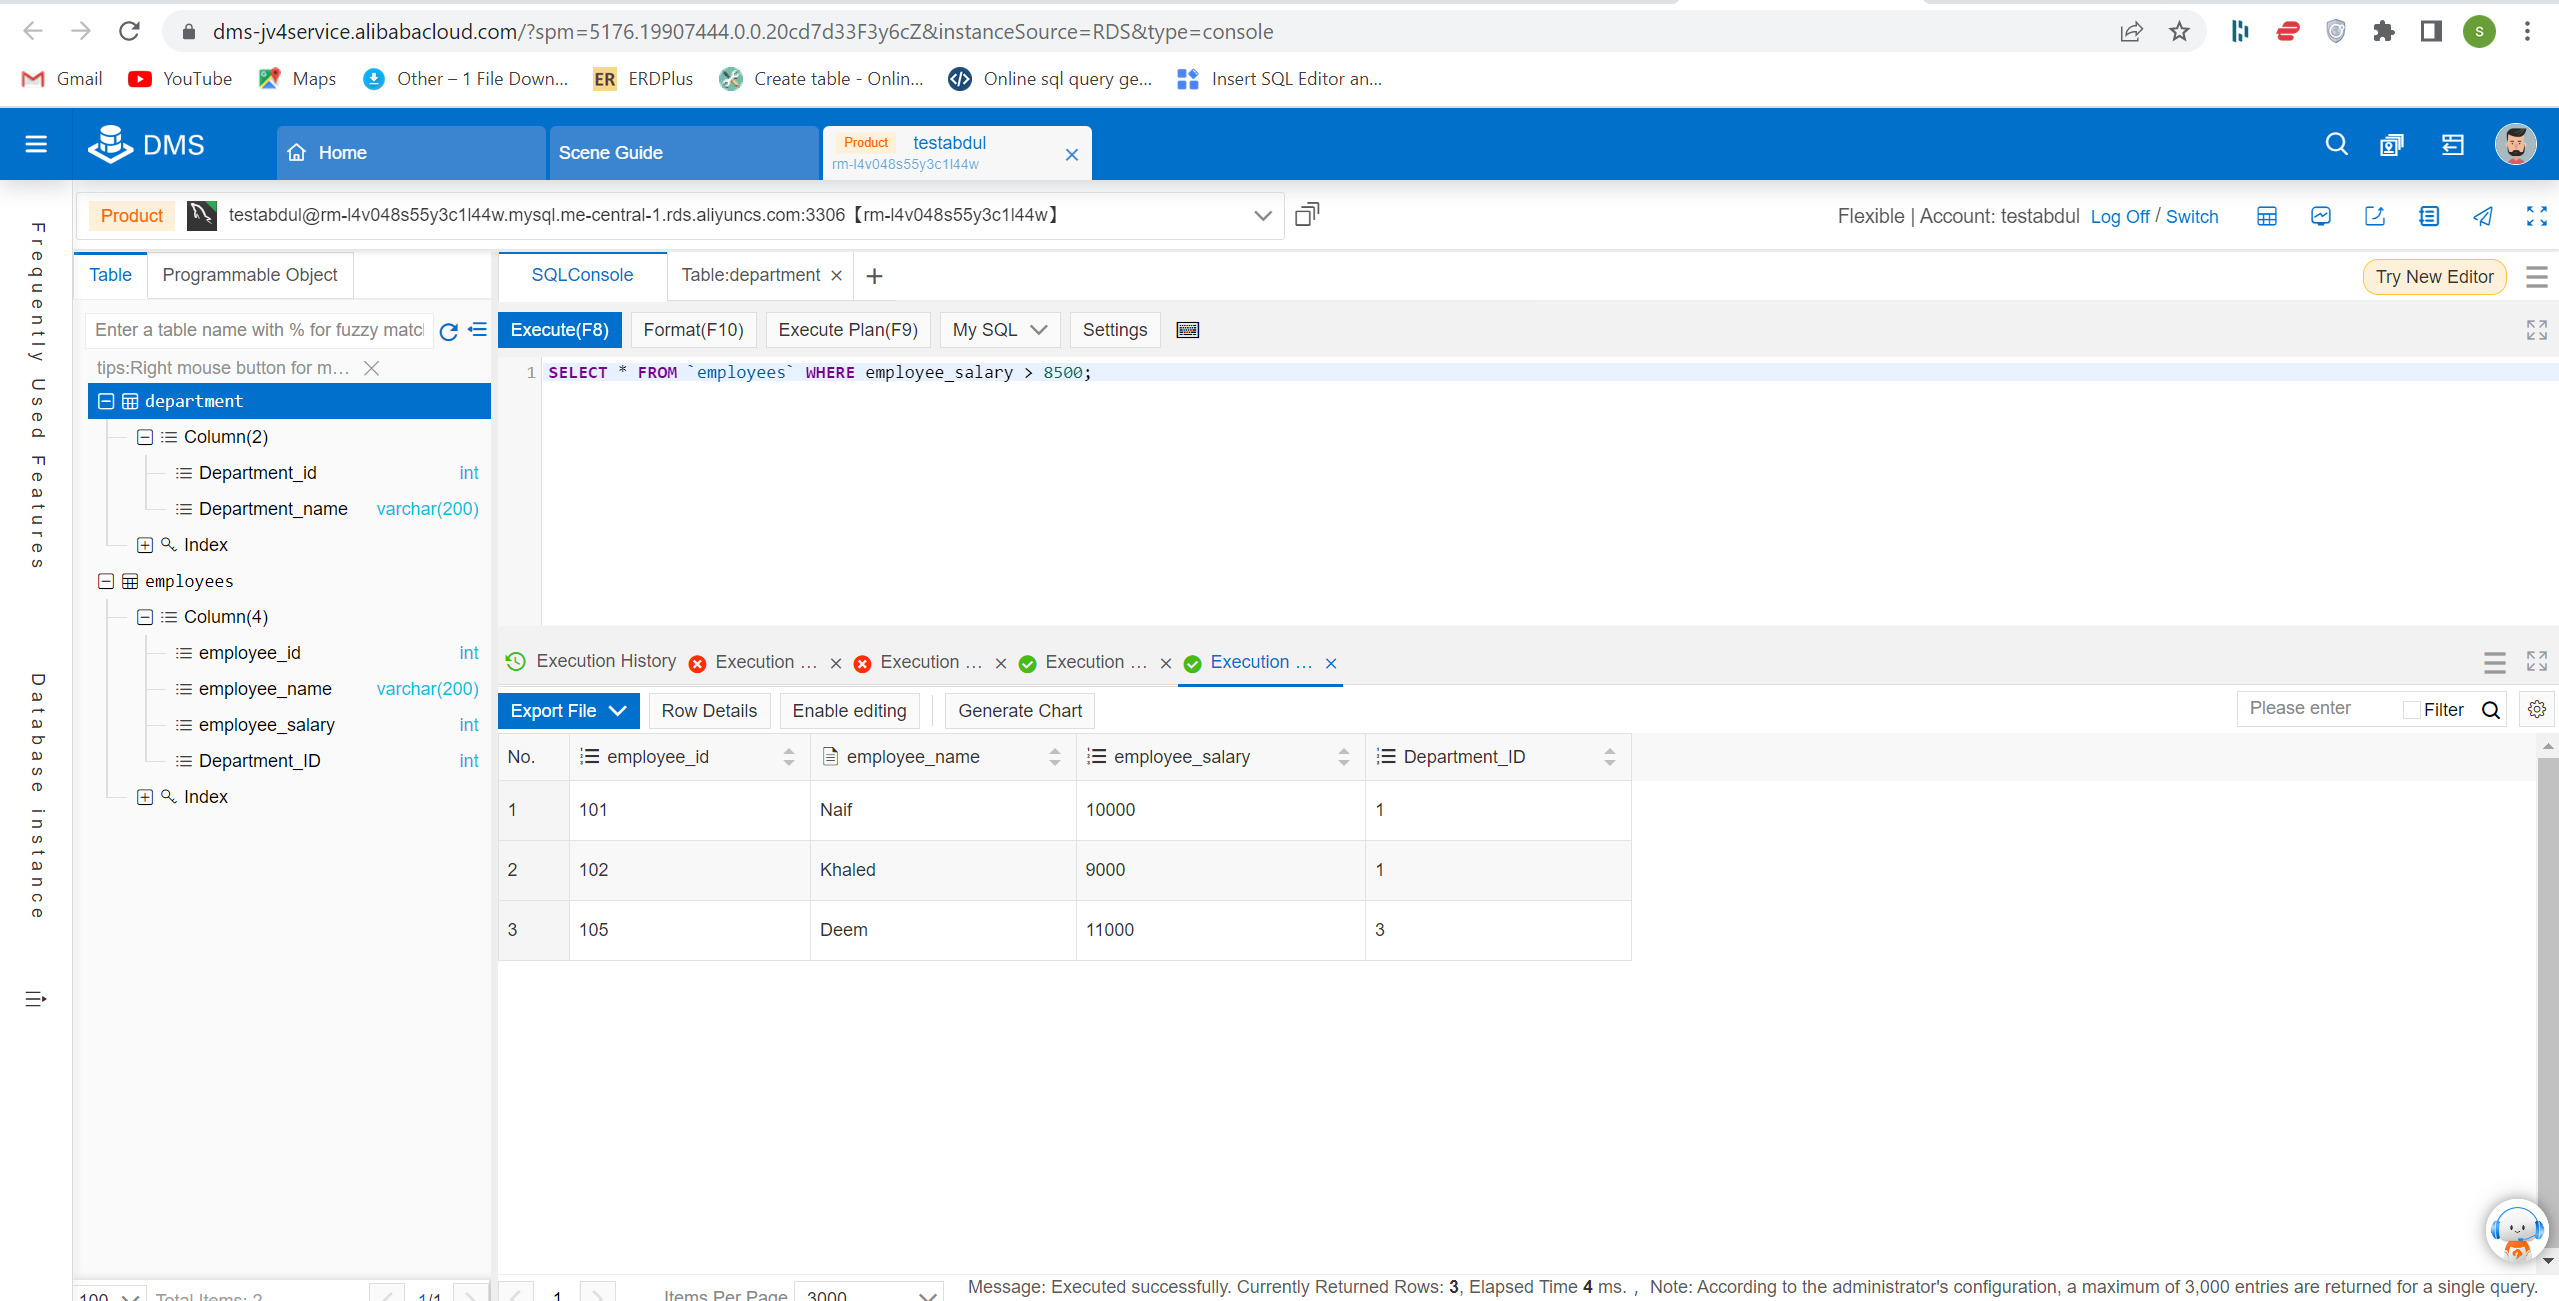 dms-jv4service.alibabacloud.com/?spm=5176.19907444.0.0.20cd7d33F3y6cZ&instanceSource=RDS&type=console
S
Gmail YouTube Maps Other – 1 File Down... ERDPlus Create table - Onlin... Online sql query ge... Insert SQL Editor an...
DMS Home Scene Guide Product testabdul
rm-l4v048s55y3c1l44w
Product testabdul@rm-l4v048s55y3c1l44w.mysql.me-central-1.rds.aliyuncs.com:3306【rm-l4v048s55y3c1l44w】 Flexible | Account: testabdul Log Off / Switch
Frequently Used Features
Database instance
Table Programmable Object
Enter a table name with % for fuzzy matc
tips:Right mouse button for m...
department
Column(2)
Department_id int
Department_name varchar(200)
Index
employees
Column(4)
employee_id int
employee_name varchar(200)
employee_salary int
Department_ID int
Index
100 Total Items: 2 1/1
SQLConsole Table:department Try New Editor
Execute(F8) Format(F10) Execute Plan(F9) My SQL Settings
1 SELECT * FROM `employees` WHERE employee_salary > 8500;
Execution History Execution ... Execution ... Execution ... Execution ...
Export File Row Details Enable editing Generate Chart Please enter Filter
No. employee_id employee_name employee_salary Department_ID
1 101 Naif 10000 1
2 102 Khaled 9000 1
3 105 Deem 11000 3
1 Items Per Page 3000 Message: Executed successfully. Currently Returned Rows: 3, Elapsed Time 4 ms. , Note: According to the administrator's configuration, a maximum of 3,000 entries are returned for a single query.